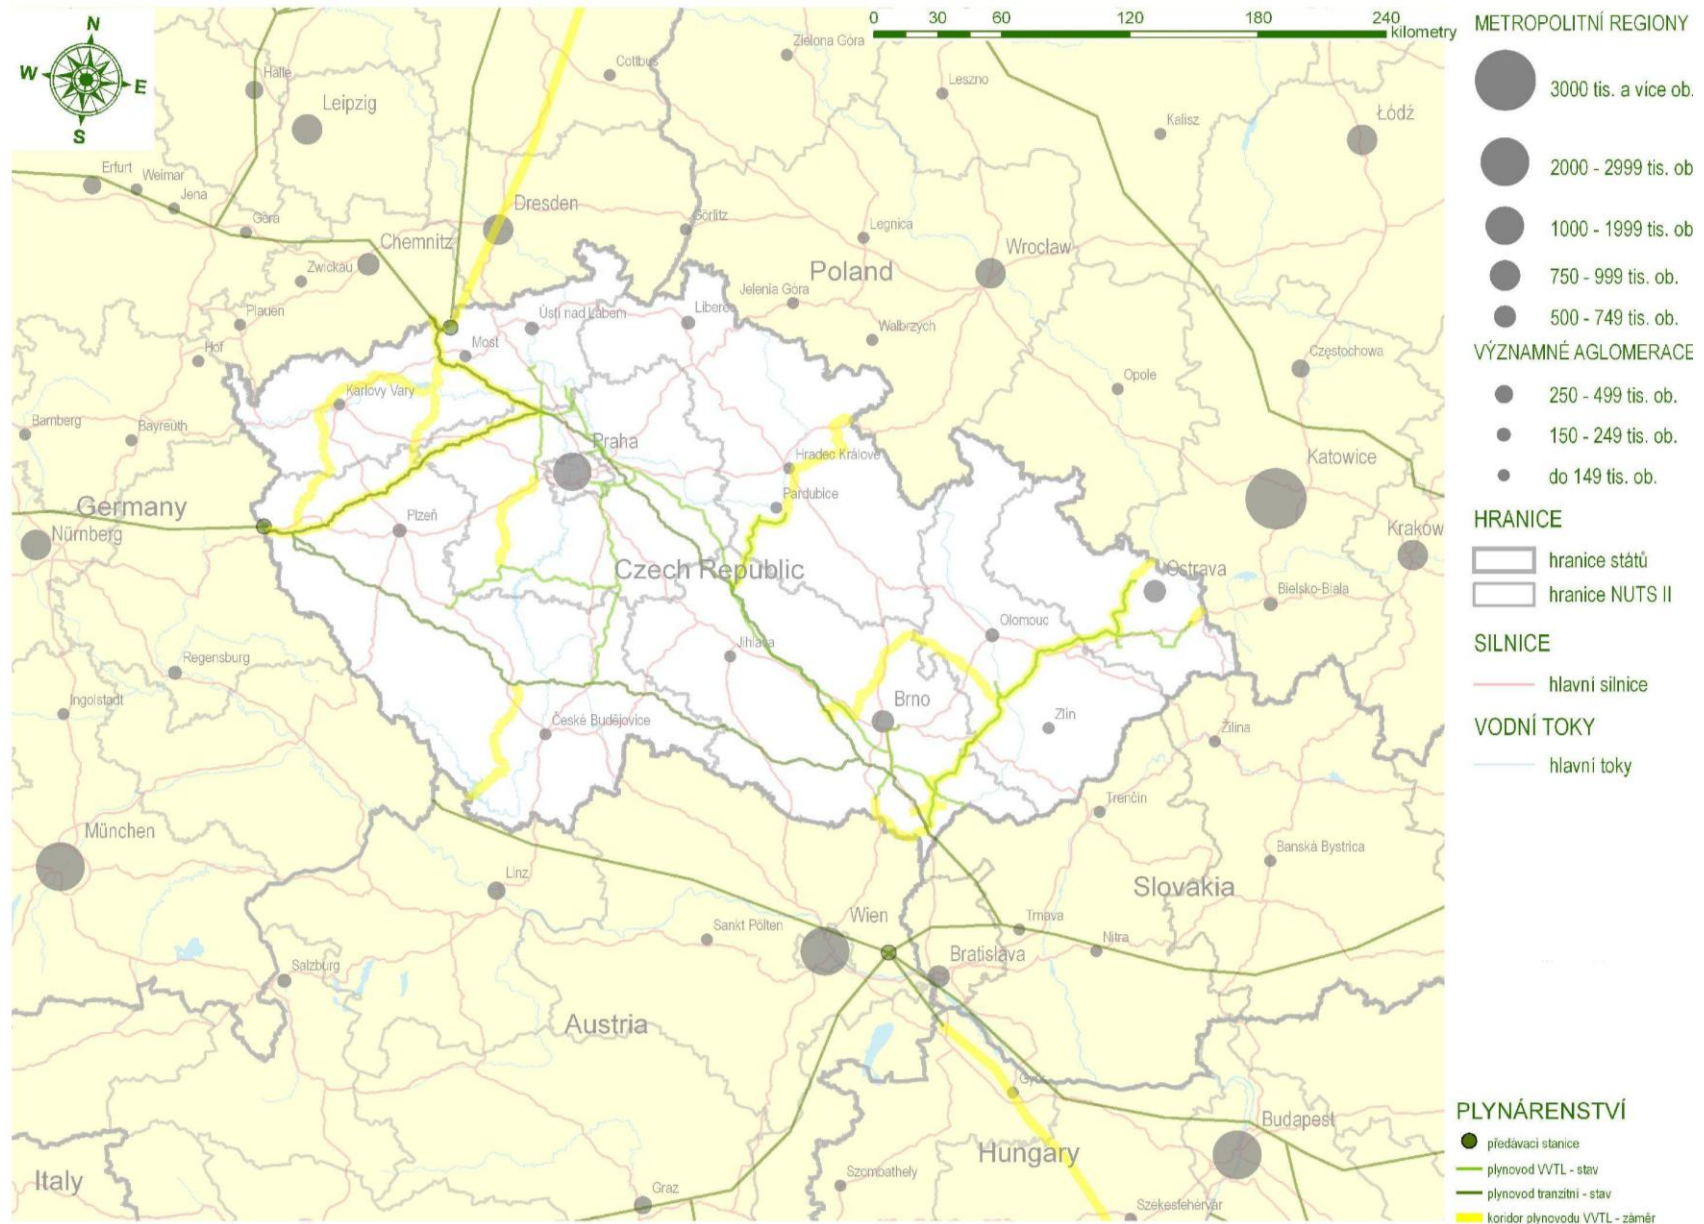 N
W
E
S
0 30 60 120 180 240
kilometry
Zielona Góra
Cottbus
Halle
Leszno
Leipzig
Kalisz
Łódź
Erfurt
Weimar
Jena
Dresden
Gera
Görlitz
Legnica
Chemnitz
Wrocław
Zwickau
Poland
Jelenia Góra
Plauen
Ústí nad Labem
Liberec
Wałbrzych
Hof
Most
Częstochowa
Opole
Karlovy Vary
Bamberg
Bayreuth
Praha
Hradec Králové
Katowice
Pardubice
Germany
Plzeň
Kraków
Nürnberg
Czech Republic
Ostrava
Bielsko-Biala
Olomouc
Jihlava
Regensburg
Ingolstadt
Brno
Zlín
České Budějovice
Žilina
Trenčín
München
Banská Bystrica
Linz
Slovakia
Wien
Trnava
Sankt Pölten
Nitra
Bratislava
Salzburg
Austria
Győr
Budapest
Hungary
Szombathely
Italy
Graz
Székesfehérvár
METROPOLITNÍ REGIONY
3000 tis. a více ob.
2000 - 2999 tis. ob
1000 - 1999 tis. ob
750 - 999 tis. ob.
500 - 749 tis. ob.
VÝZNAMNÉ AGLOMERACE
250 - 499 tis. ob.
150 - 249 tis. ob.
do 149 tis. ob.
HRANICE
hranice států
hranice NUTS II
SILNICE
hlavní silnice
VODNÍ TOKY
hlavní toky
PLYNÁRENSTVÍ
předávací stanice
plynovod VVTL - stav
plynovod tranzitní - stav
koridor plynovodu VVTL - záměr